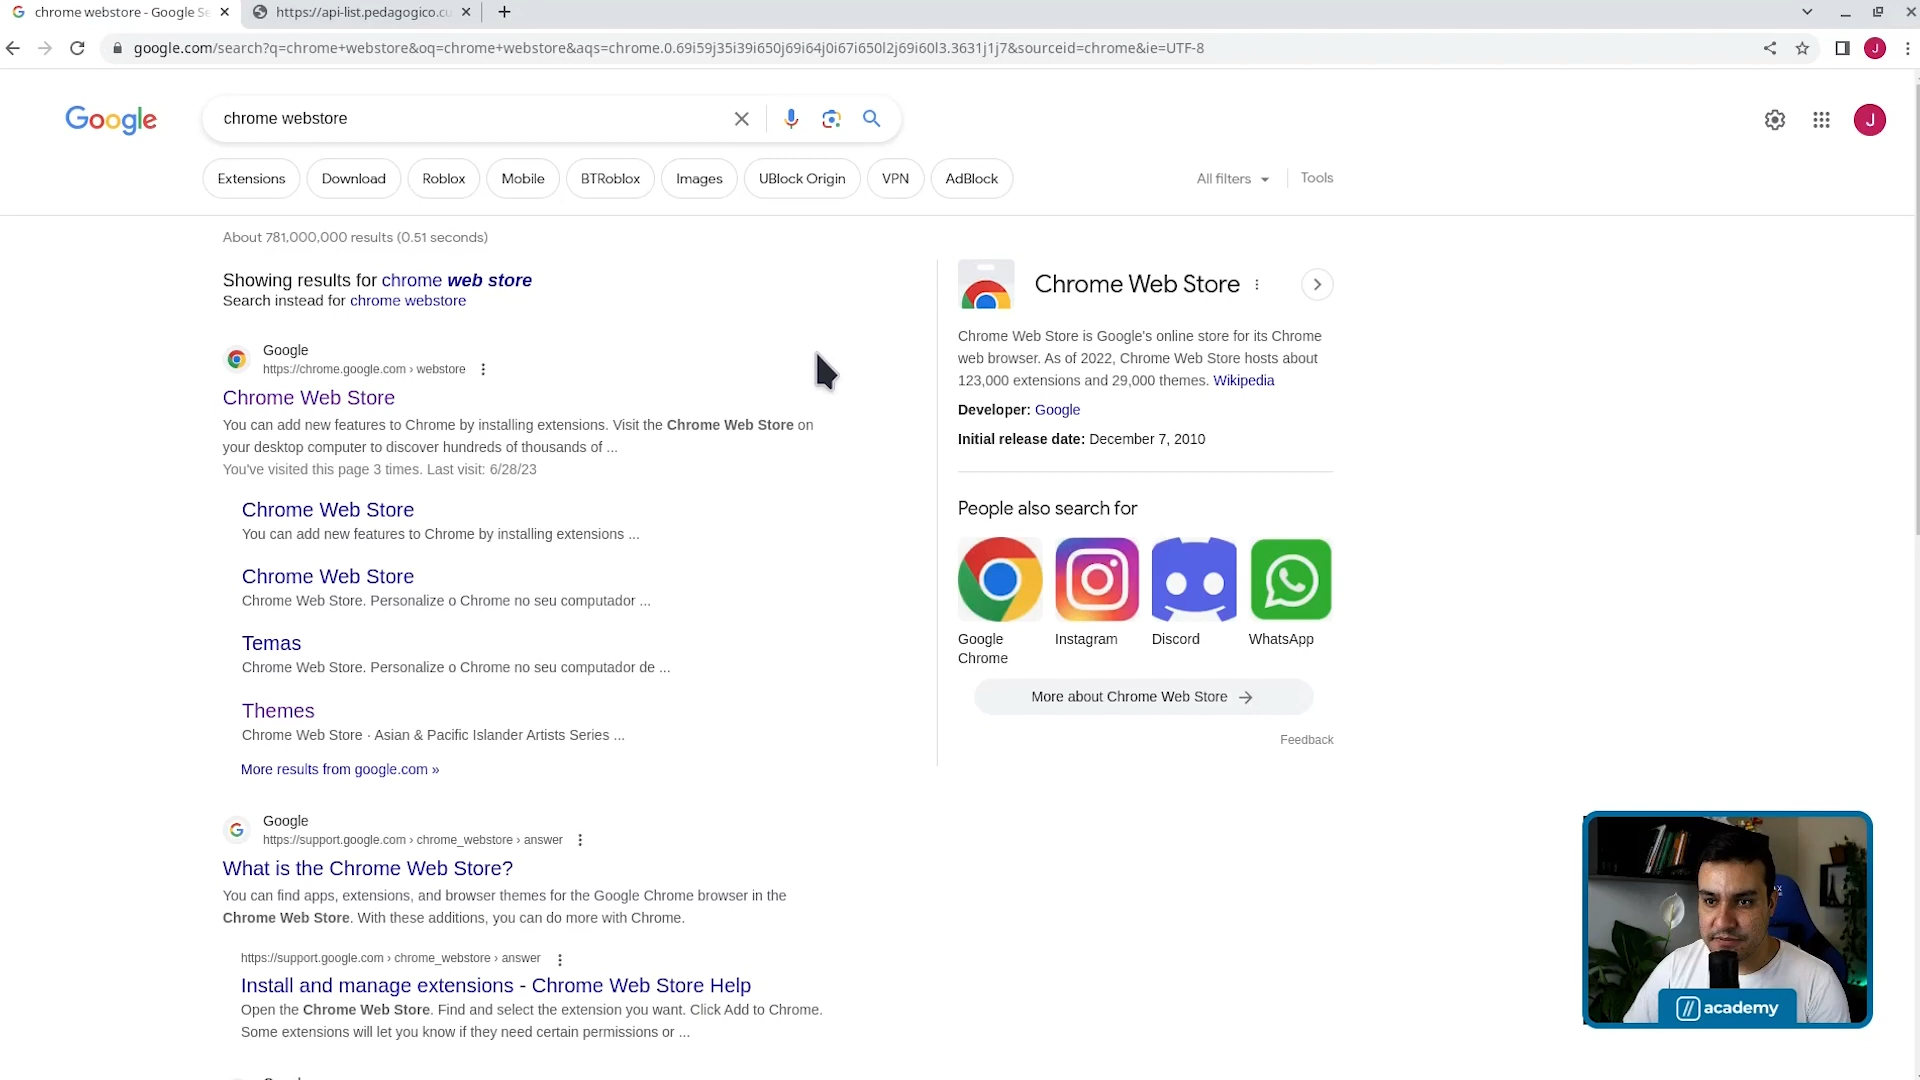 chrome webstore - Google Se
https://api-list.pedagogico.cu
google.com/search?q=chrome+webstore&oq=chrome+webstore&aqs=chrome.0.69i59j35i39i650j69i64j0i67i650l2j69i60l3.3631j1j7&sourceid=chrome&ie=UTF-8
J
Google
chrome webstore
J
Extensions
Download
Roblox
Mobile
BTRoblox
Images
UBlock Origin
VPN
AdBlock
All filters
Tools
About 781,000,000 results (0.51 seconds)
Showing results for chrome web store
Search instead for chrome webstore
Google
https://chrome.google.com › webstore
Chrome Web Store
You can add new features to Chrome by installing extensions. Visit the Chrome Web Store on
your desktop computer to discover hundreds of thousands of ...
You've visited this page 3 times. Last visit: 6/28/23
Chrome Web Store
You can add new features to Chrome by installing extensions ...
Chrome Web Store
Chrome Web Store. Personalize o Chrome no seu computador ...
Temas
Chrome Web Store. Personalize o Chrome no seu computador de ...
Themes
Chrome Web Store · Asian & Pacific Islander Artists Series ...
More results from google.com »
Google
https://support.google.com › chrome_webstore › answer
What is the Chrome Web Store?
You can find apps, extensions, and browser themes for the Google Chrome browser in the
Chrome Web Store. With these additions, you can do more with Chrome.
https://support.google.com › chrome_webstore › answer
Install and manage extensions - Chrome Web Store Help
Open the Chrome Web Store. Find and select the extension you want. Click Add to Chrome.
Some extensions will let you know if they need certain permissions or ...
Chrome Web Store
Chrome Web Store is Google's online store for its Chrome
web browser. As of 2022, Chrome Web Store hosts about
123,000 extensions and 29,000 themes. Wikipedia
Developer: Google
Initial release date: December 7, 2010
People also search for
Google
Chrome
Instagram
Discord
WhatsApp
More about Chrome Web Store
Feedback
// academy